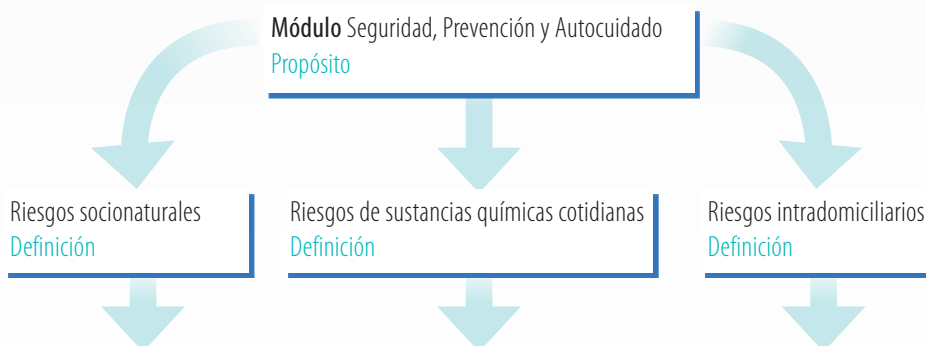 Módulo Seguridad, Prevención y Autocuidado
Propósito
Riesgos socionaturales
Definición
Riesgos de sustancias químicas cotidianas
Definición
Riesgos intradomiciliarios
Definición